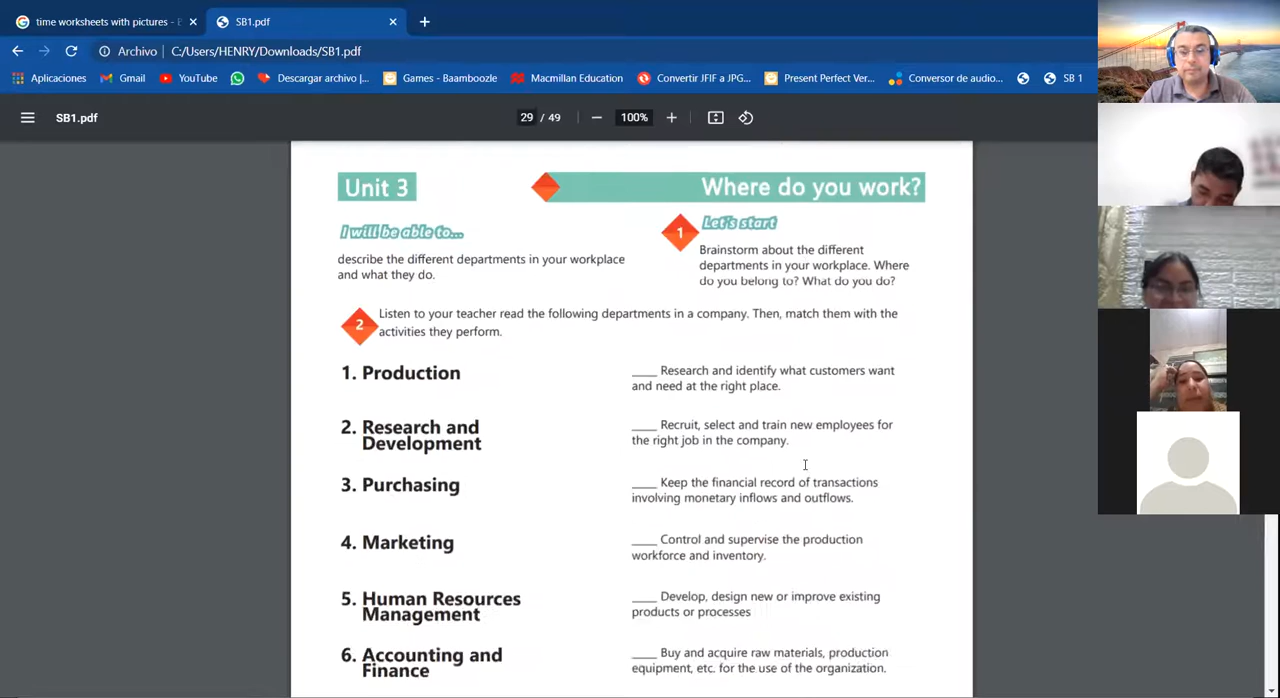 time worksheets with pictures - E
SB1.pdf
Archivo
C:/Users/HENRY/Downloads/SB1.pdf
Aplicaciones
Gmail
YouTube
Descargar archivo |...
Games - Baamboozle
Macmillan Education
Convertir JFIF a JPG...
Present Perfect Ver...
Conversor de audio...
SB 1
SB1.pdf
29 / 49
100%
Unit 3
Where do you work?
I will be able to...
describe the different departments in your workplace
and what they do.
1
Let's start
Brainstorm about the different
departments in your workplace. Where
do you belong to? What do you do?
2
Listen to your teacher read the following departments in a company. Then, match them with the
activities they perform.
1. Production
____ Research and identify what customers want
and need at the right place.
2. Research and
Development
____ Recruit, select and train new employees for
the right job in the company.
3. Purchasing
____ Keep the financial record of transactions
involving monetary inflows and outflows.
4. Marketing
____ Control and supervise the production
workforce and inventory.
5. Human Resources
Management
____ Develop, design new or improve existing
products or processes
6. Accounting and
Finance
____ Buy and acquire raw materials, production
equipment, etc. for the use of the organization.